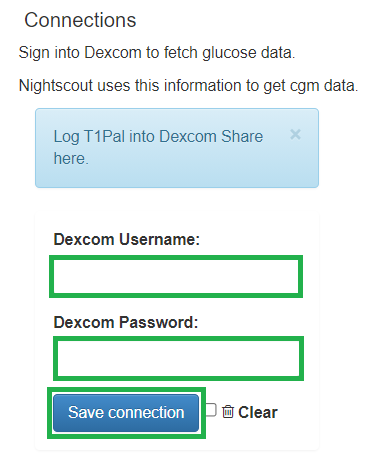 Connections
Sign into Dexcom to fetch glucose data.
Nightscout uses this information to get cgm data.
Log T1Pal into Dexcom Share ×
here.
Dexcom Username:
Dexcom Password:
Save connection Clear